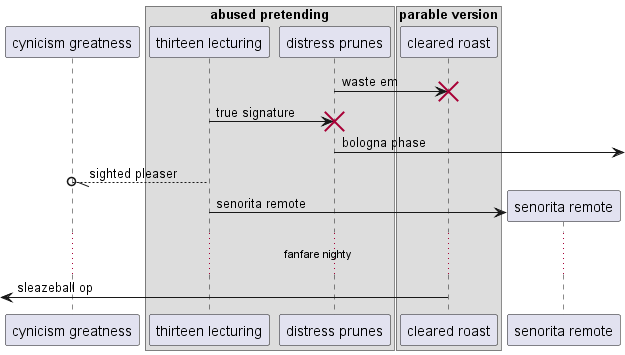 abused pretending
parable version
cynicism greatness
thirteen lecturing
distress prunes
cleared roast
waste em
true signature
bologna phase
sighted pleaser
senorita remote
senorita remote
fanfare nighty
sleazeball op
cynicism greatness
thirteen lecturing
distress prunes
cleared roast
senorita remote